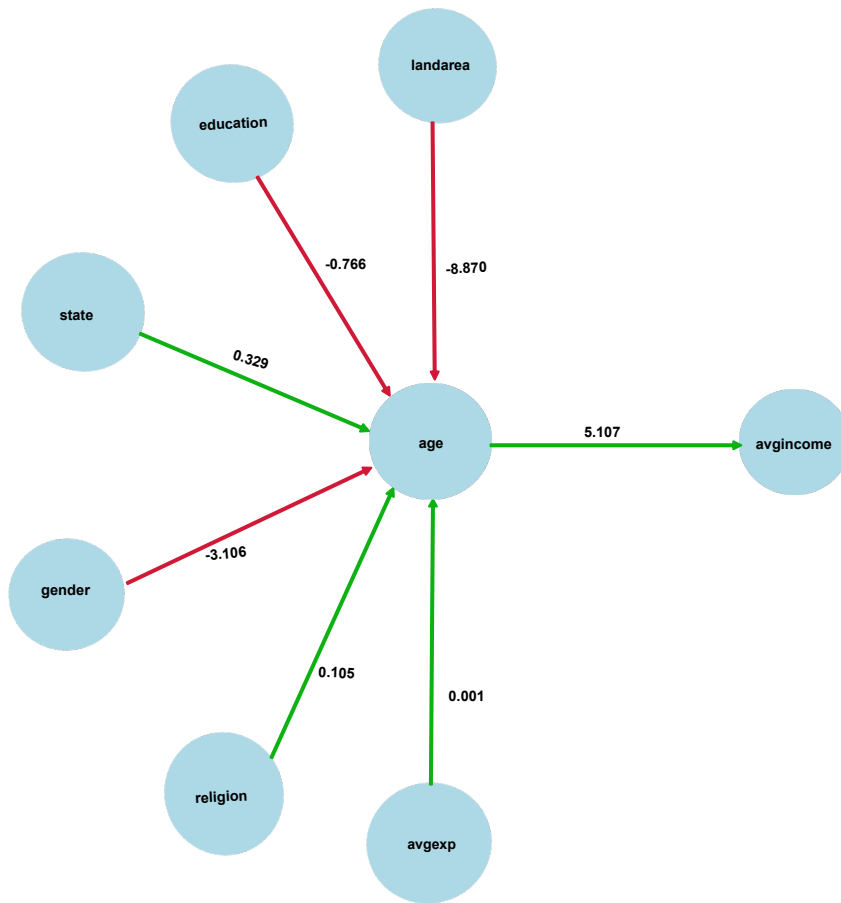 landarea
education
-0.766
-8.870
state
0.329
age
5.107
avgincome
gender
-3.106
religion
0.105
0.001
avgexp